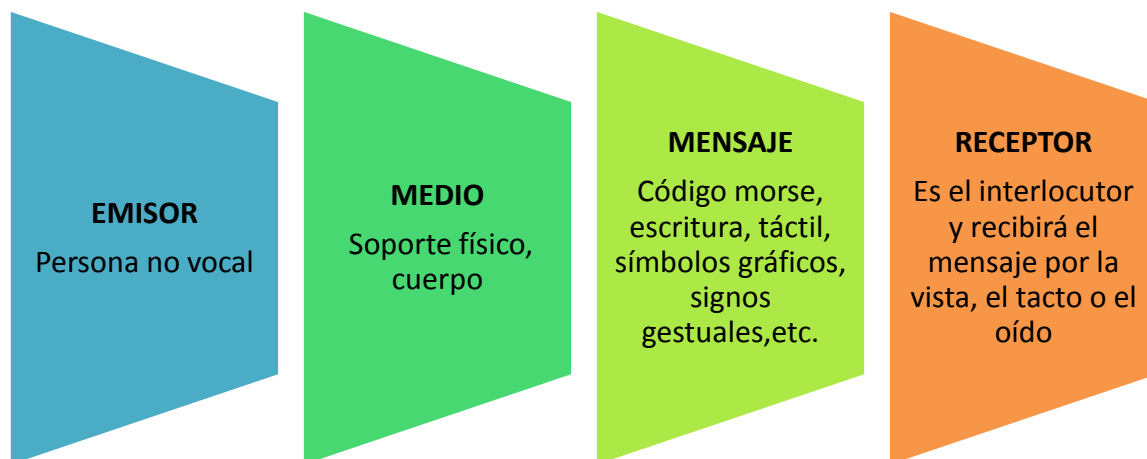 EMISOR
Persona no vocal
MEDIO
Soporte físico,
cuerpo
MENSAJE
Código morse,
escritura, táctil,
símbolos gráficos,
signos
gestuales,etc.
RECEPTOR
Es el interlocutor
y recibirá el
mensaje por la
vista, el tacto o el
oído